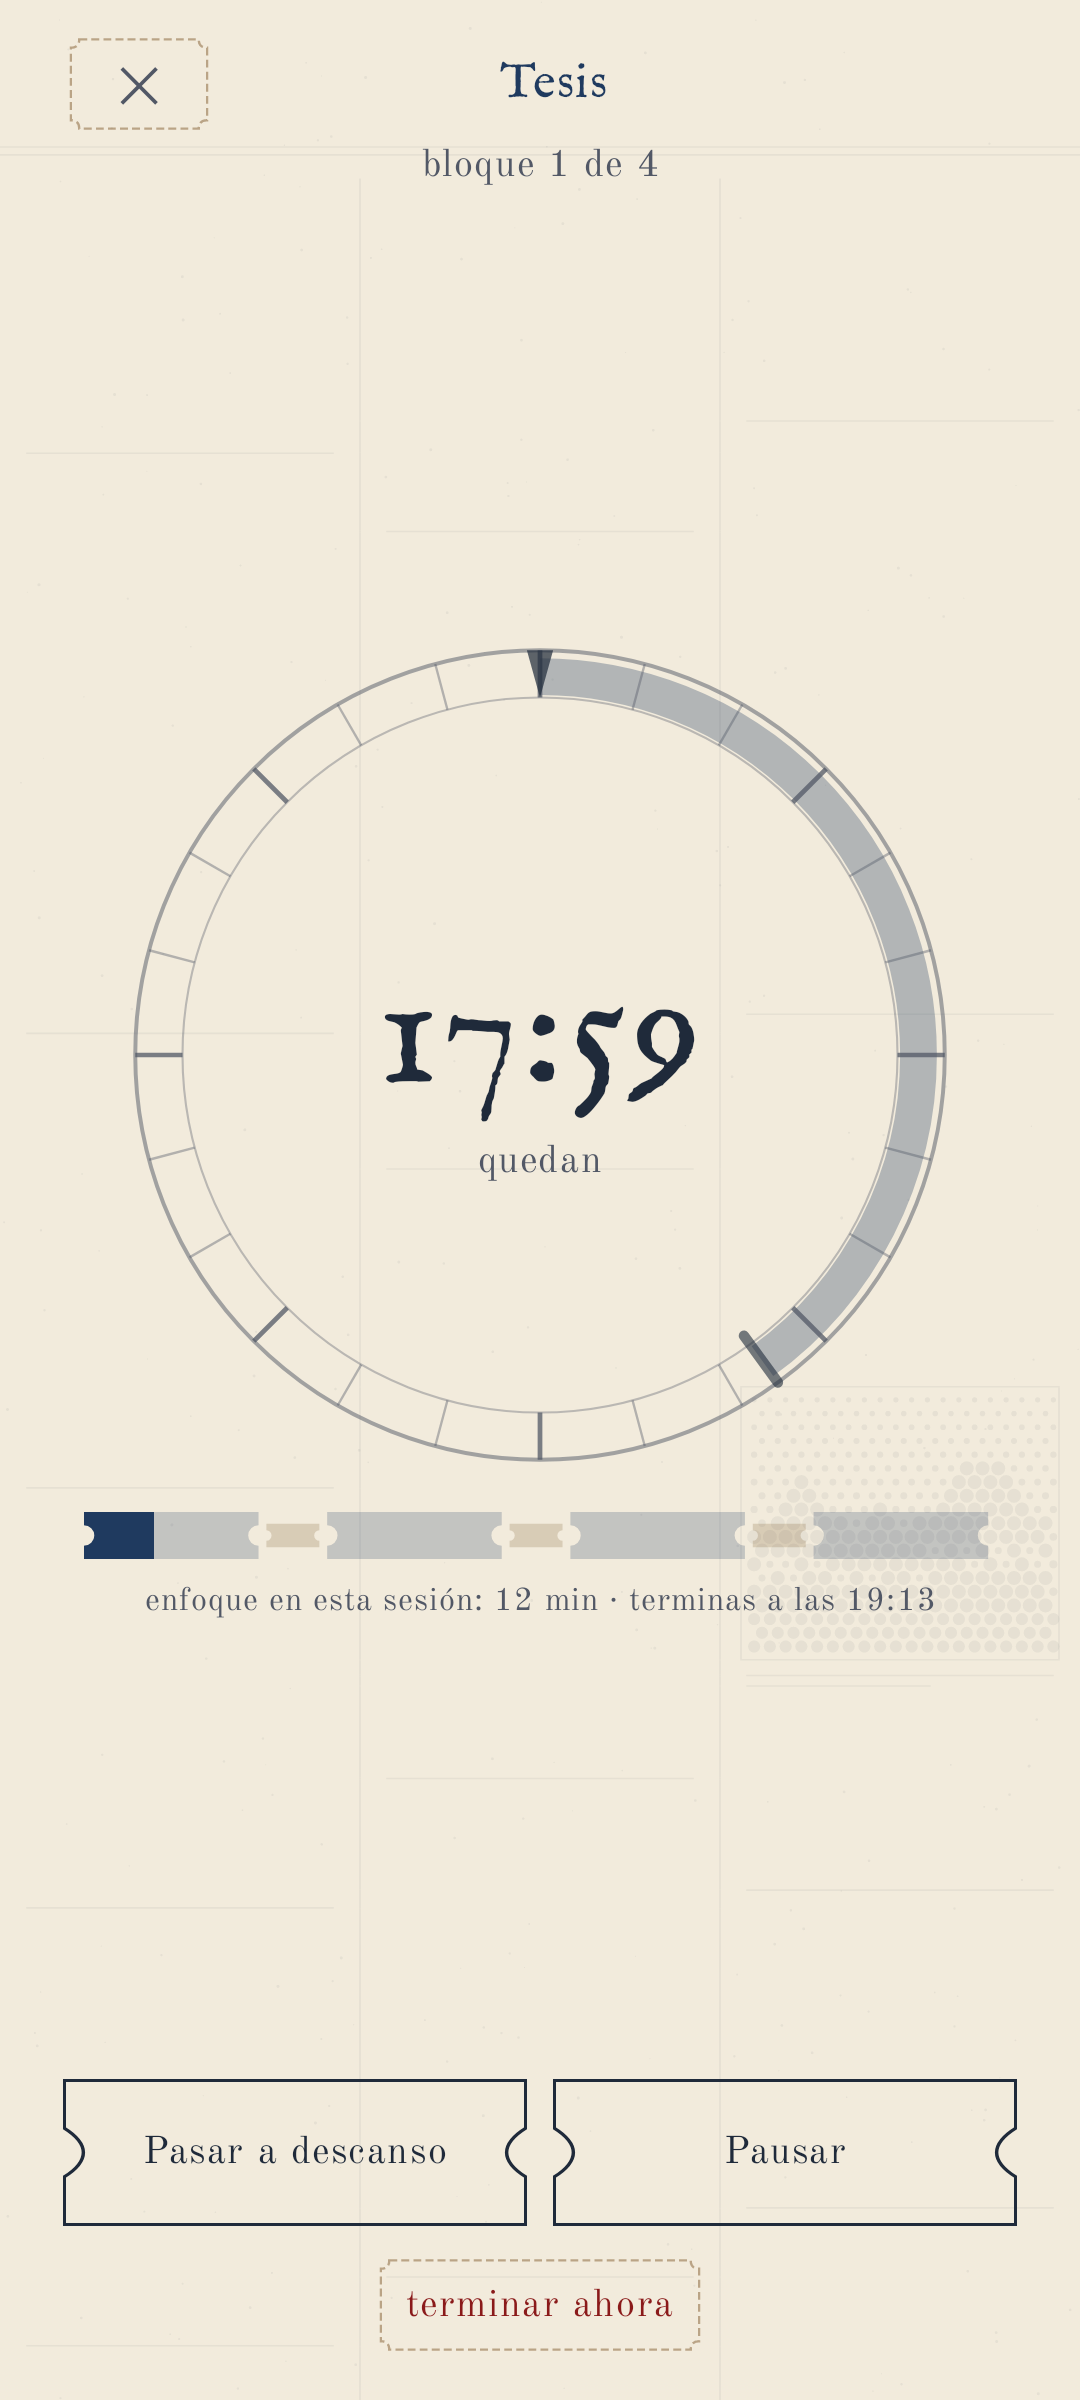 Tesis
bloque 1 de 4
17:59
quedan
enfoque en esta sesión: 12 min · terminas a las 19:13
Pasar a descanso
Pausar
terminar ahora